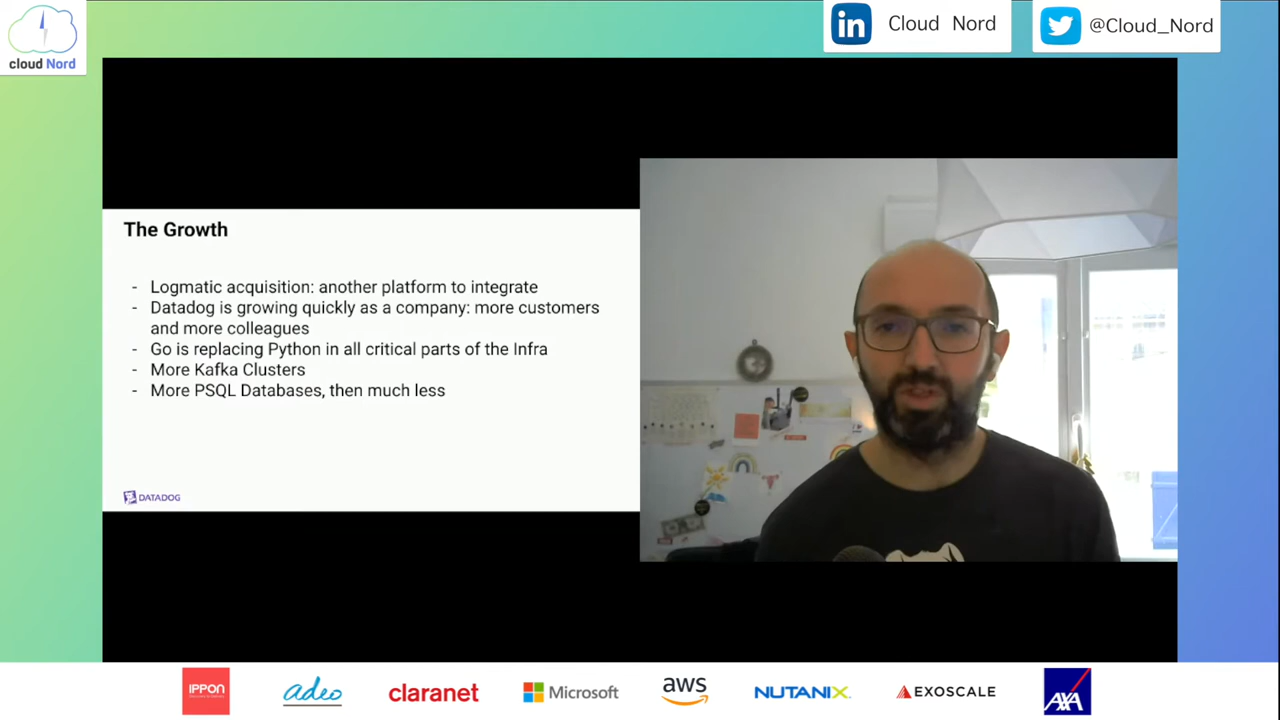 in Cloud Nord
@Cloud_Nord
cloud Nord
The Growth
- Logmatic acquisition: another platform to integrate
- Datadog is growing quickly as a company: more customers
and more colleagues
- Go is replacing Python in all critical parts of the Infra
- More Kafka Clusters
- More PSQL Databases, then much less
DATADOG
IPPON
adeo
claranet
Microsoft
aws
NUTANIX
EXOSCALE
AXA